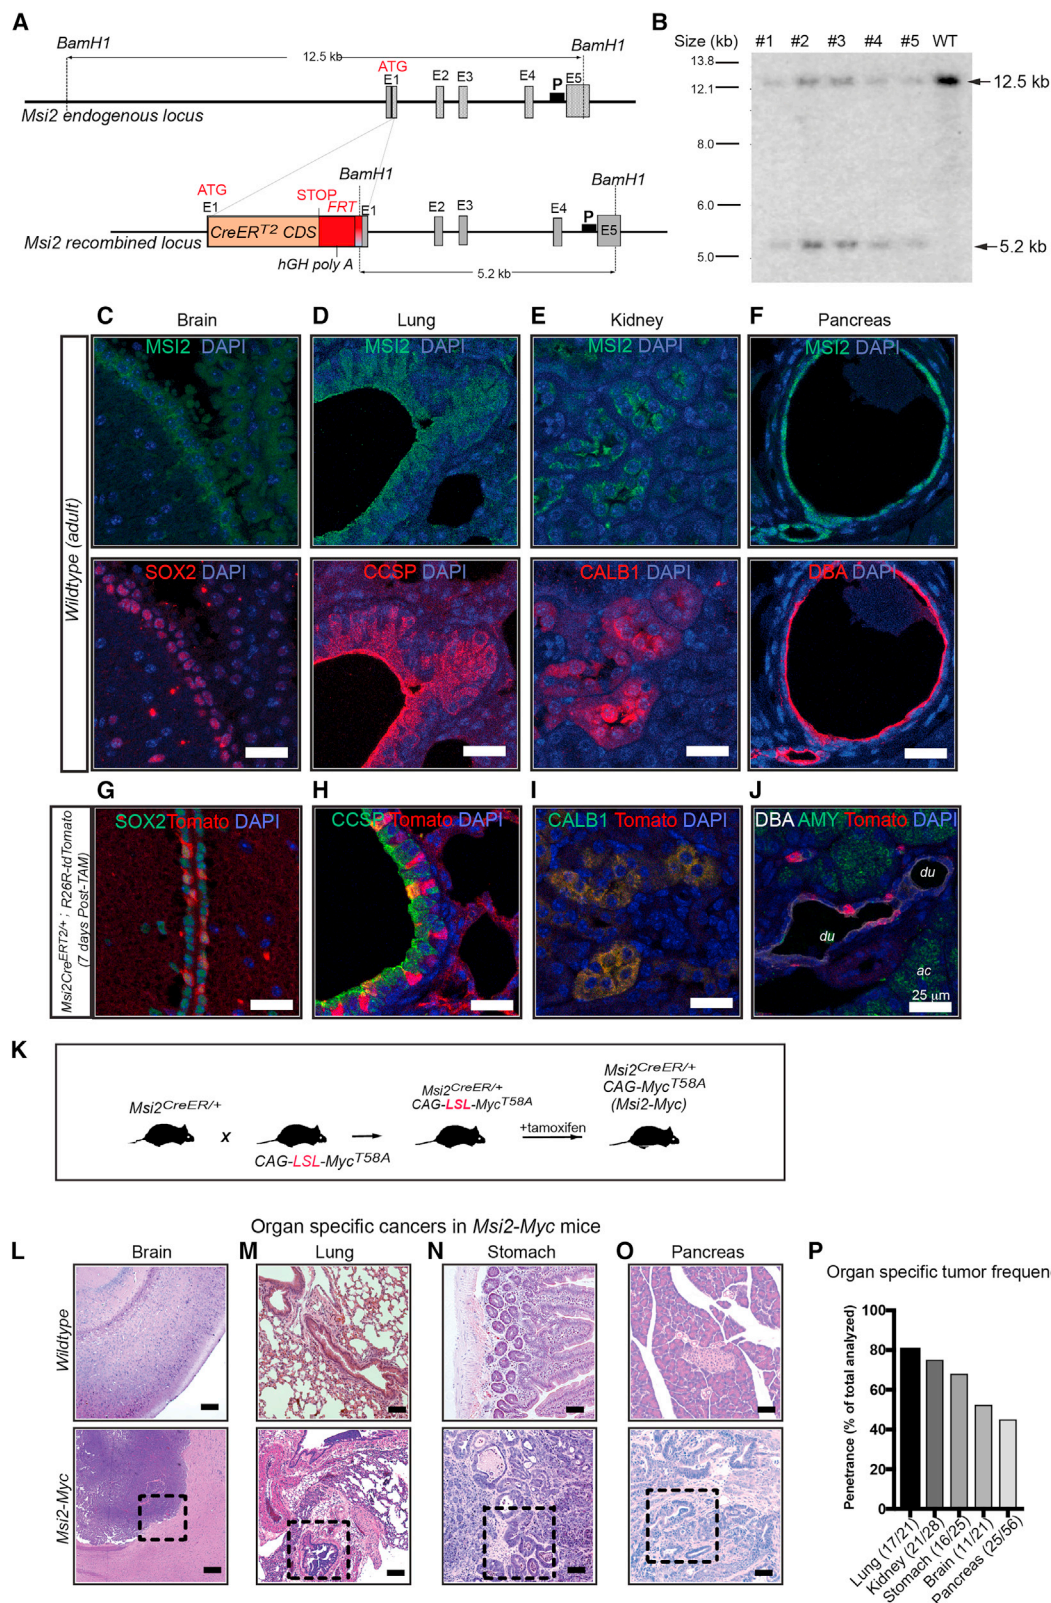 A
BamH1
12.5 kb
BamH1
ATG
E1
E2
E3
E4
P
E5
Msi2 endogenous locus
ATG
E1
STOP
FRT
BamH1
E1
E2
E3
E4
P
BamH1
E5
CreERT2 CDS
Msi2 recombined locus
hGH poly A
5.2 kb
B
Size (kb) #1 #2 #3 #4 #5 WT
13.8
12.1
8.0
6.0
5.0
12.5 kb
5.2 kb
C Brain
D Lung
E Kidney
F Pancreas
Wildtype (adult)
MSI2 DAPI
MSI2 DAPI
MSI2 DAPI
MSI2 DAPI
SOX2 DAPI
CCSP DAPI
CALB1 DAPI
DBA DAPI
G
H
I
J
Msi2CreERT2/+ ; R26R-tdTomato
(7 days Post-TAM)
SOX2 Tomato DAPI
CCSP Tomato DAPI
CALB1 Tomato DAPI
DBA AMY Tomato DAPI
du
du
ac
25 µm
K
Msi2CreER/+
x
CAG-LSL-MycT58A
Msi2CreER/+
CAG-LSL-MycT58A
+tamoxifen
Msi2CreER/+
CAG-MycT58A
(Msi2-Myc)
Organ specific cancers in Msi2-Myc mice
L Brain
M Lung
N Stomach
O Pancreas
Wildtype
Msi2-Myc
P
Organ specific tumor frequen
Penetrance (% of total analyzed)
100
80
60
40
20
0
Lung (17/21)
Kidney (21/28)
Stomach (16/25)
Brain (11/21)
Pancreas (25/56)